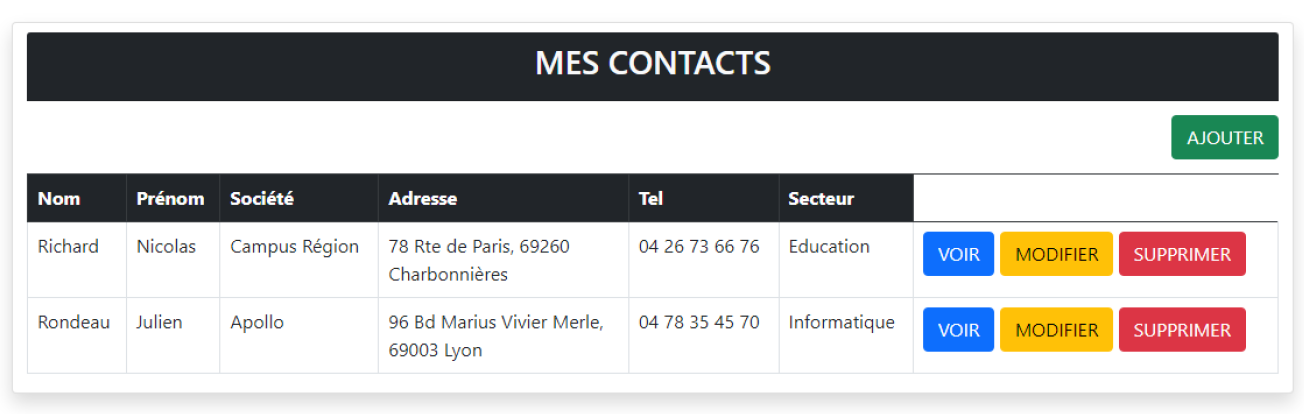 MES CONTACTS
AJOUTER
Nom Prénom Société Adresse Tel Secteur
Richard Nicolas Campus Région 78 Rte de Paris, 69260 04 26 73 66 76 Education VOIR MODIFIER SUPPRIMER
Charbonnières
Rondeau Julien Apollo 96 Bd Marius Vivier Merle, 04 78 35 45 70 Informatique VOIR MODIFIER SUPPRIMER
69003 Lyon